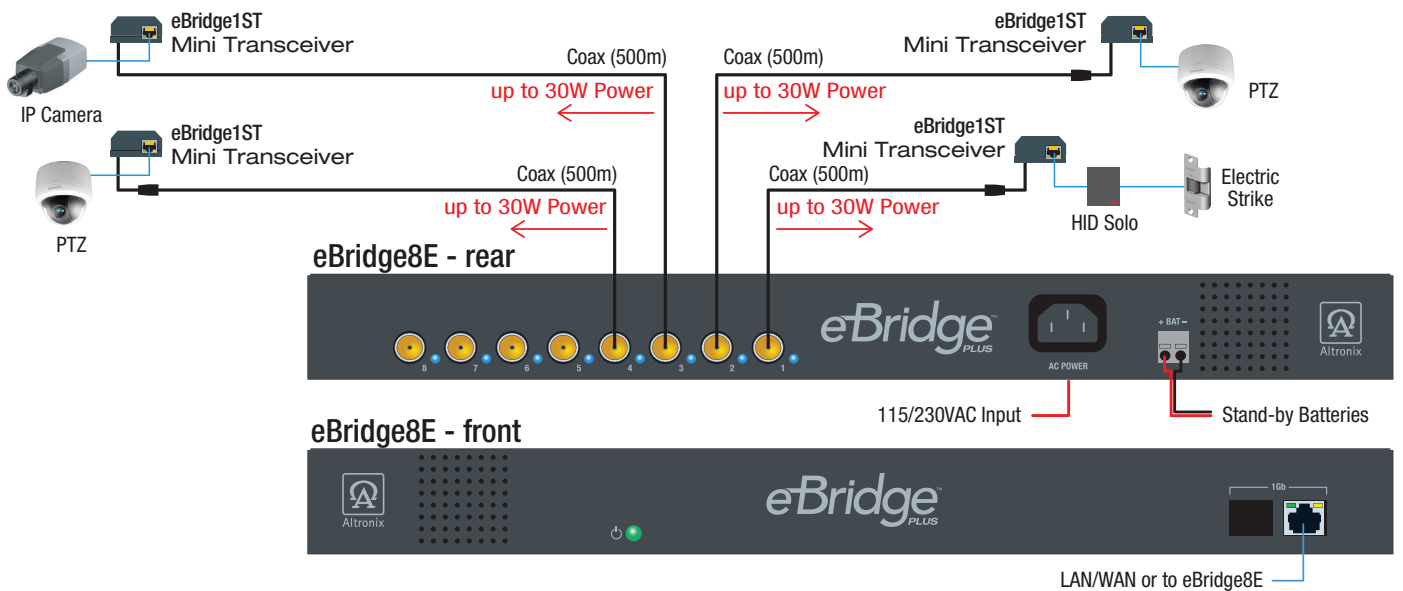 eBridge1ST
Mini Transceiver
IP Camera
Coax (500m)
up to 30W Power
eBridge1ST
Mini Transceiver
Coax (500m)
up to 30W Power
PTZ
eBridge1ST
Mini Transceiver
PTZ
Coax (500m)
up to 30W Power
eBridge1ST
Mini Transceiver
Coax (500m)
up to 30W Power
HID Solo
Electric
Strike
eBridge8E - rear
8 7 6 5 4 3 2 1
eBridge™
PLUS
AC POWER
+ BAT –
Altronix
115/230VAC Input
Stand-by Batteries
eBridge8E - front
Altronix
eBridge™
PLUS
1Gb
LAN/WAN or to eBridge8E